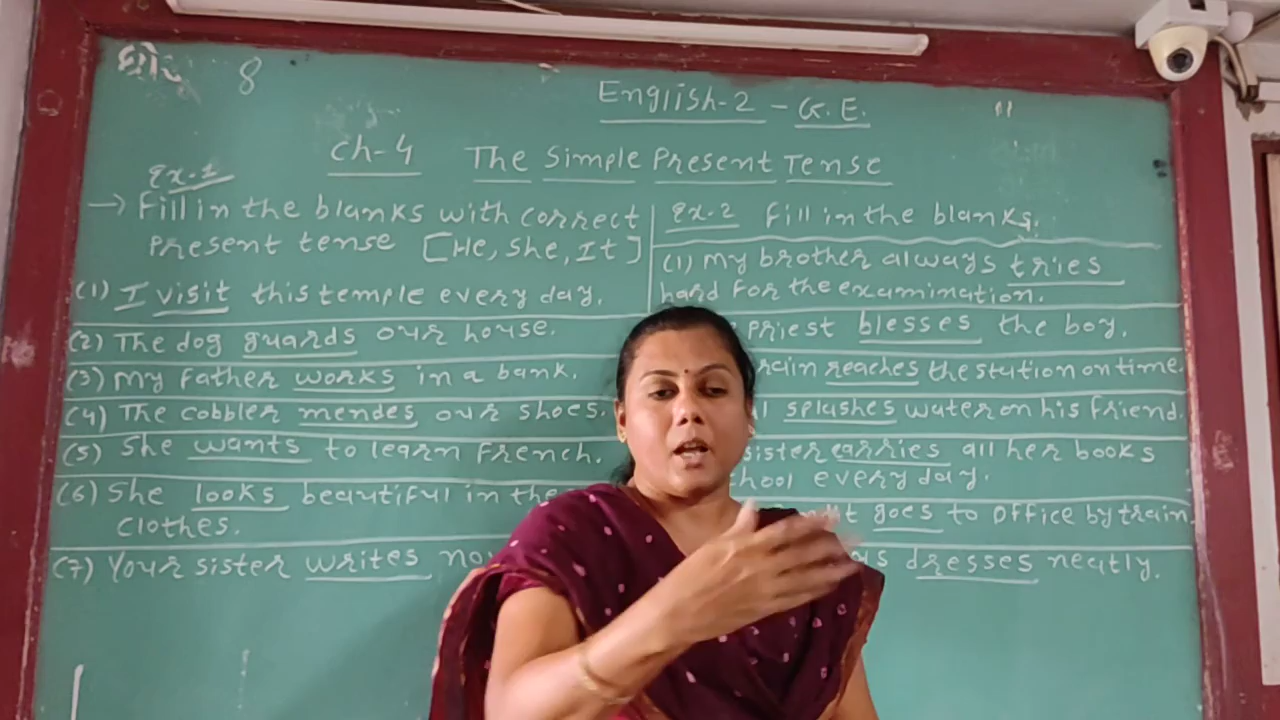 ધો. 8
English-2 - G.E.
Ch-4 The Simple Present Tense
Ex.1
→ Fill in the blanks with correct
Present tense [He, She, It]
(1) I visit this temple every day.
(2) The dog guards our house.
(3) My Father works in a bank.
(4) The cobbler mendes our shoes.
(5) She wants to learn French.
(6) She looks beautiful in the
clothes.
(7) Your sister writes
Ex-2 Fill in the blanks.
(1) My brother always tries
hard for the examination.
Priest blesses the boy.
reaches the station on time.
splashes water on his Friend.
sister carries all her books
every day.
goes to Office by train.
dresses neatly.